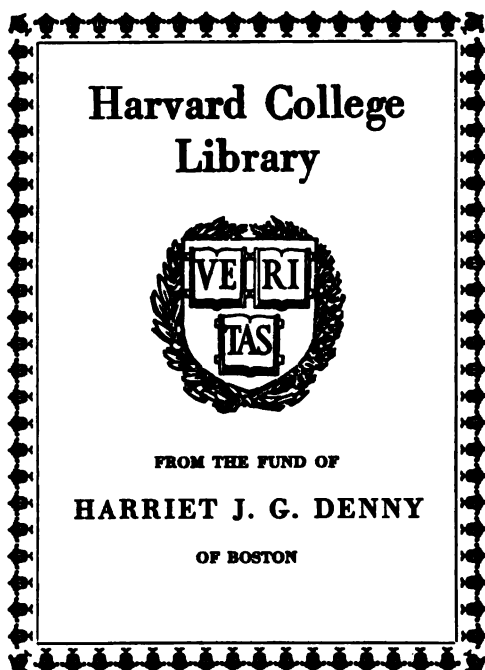 Harvard College
Library
VE RI
TAS
FROM THE FUND OF
HARRIET J. G. DENNY
OF BOSTON